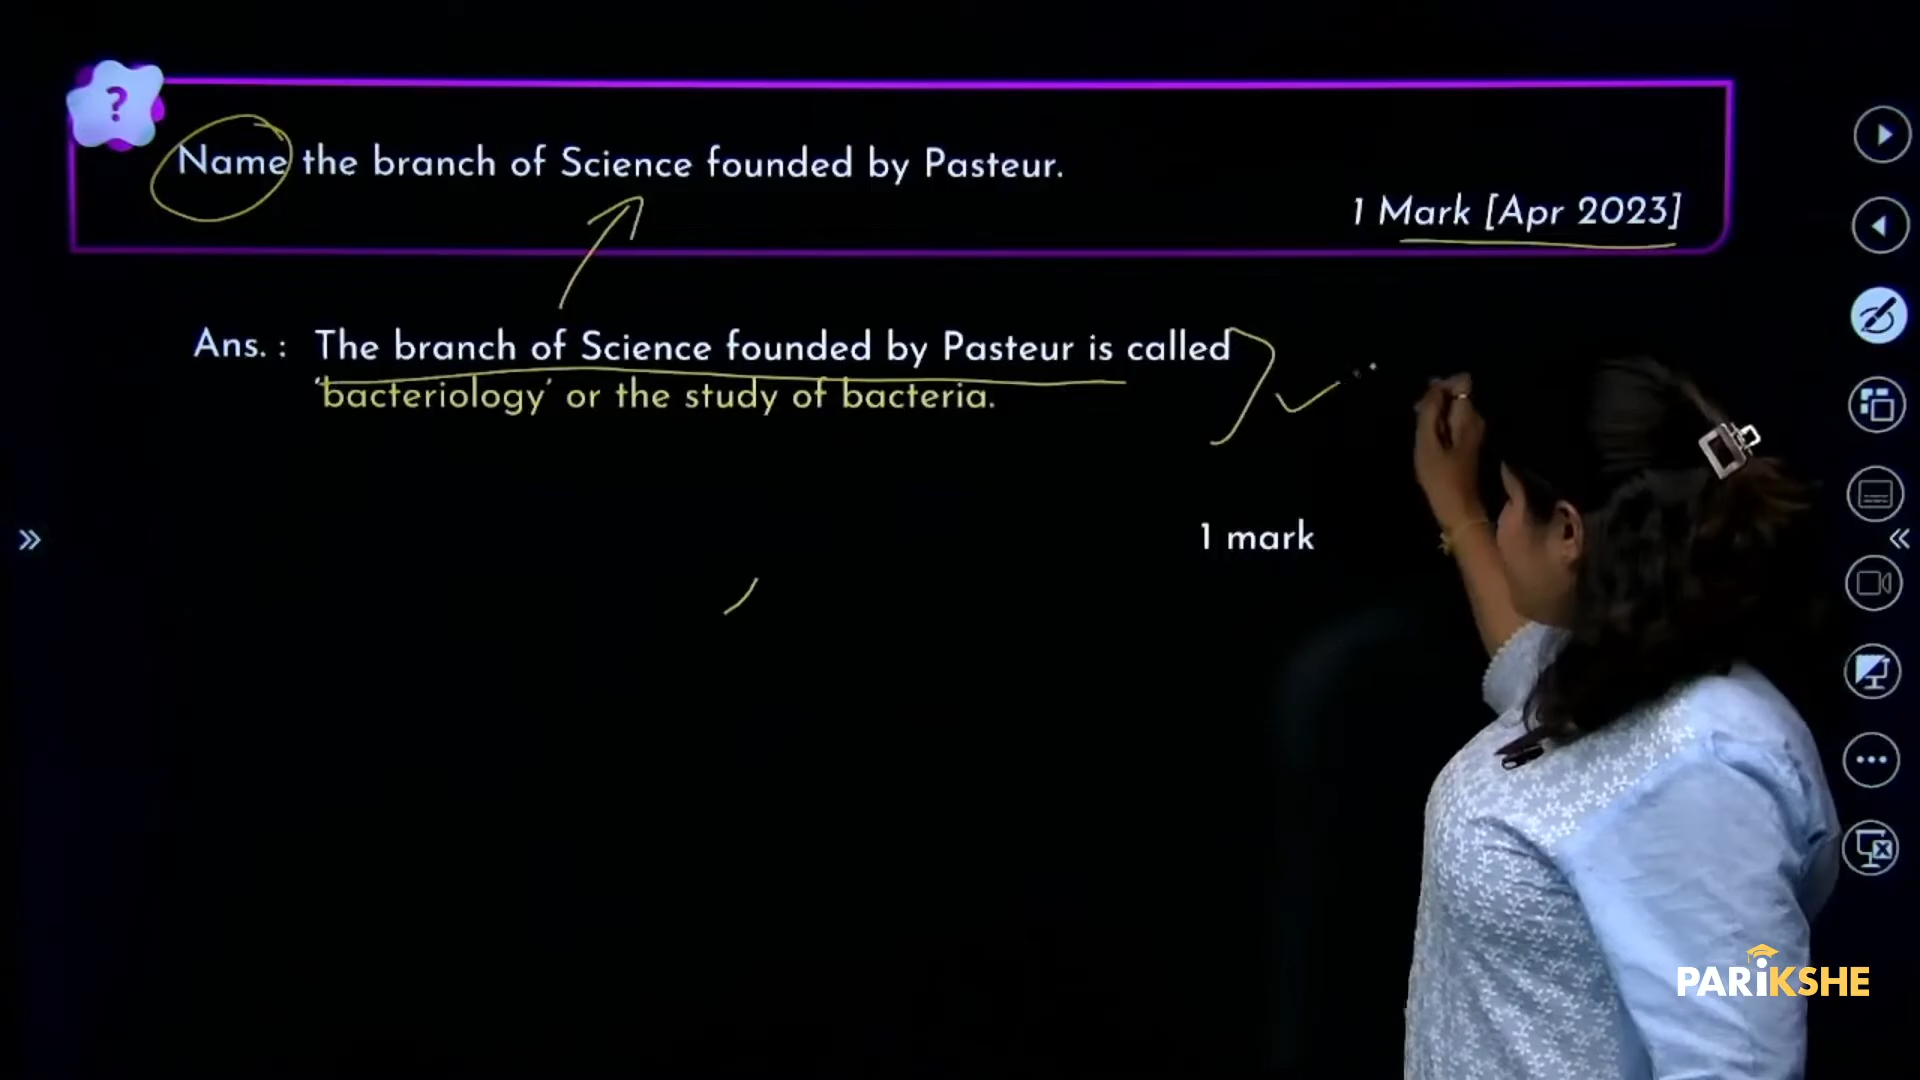 ?
Name the branch of Science founded by Pasteur.
1 Mark [Apr 2023]
Ans. : The branch of Science founded by Pasteur is called
'bacteriology' or the study of bacteria.
1 mark
PARiKSHE